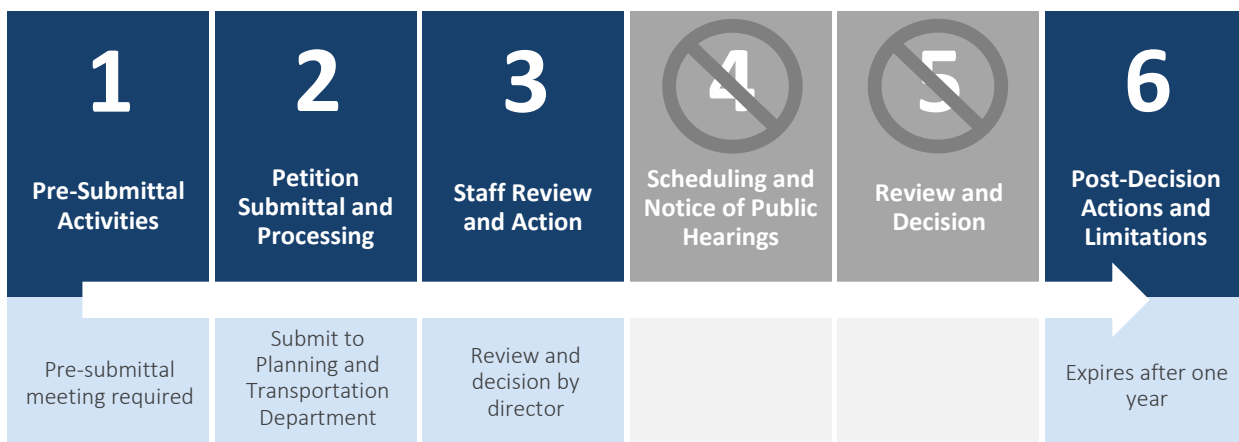 1
Pre-Submittal
Activities
Pre-submittal
meeting required
2
Petition
Submittal and
Processing
Submit to
Planning and
Transportation
Department
3
Staff Review
and Action
Review and
decision by
director
4
Scheduling and
Notice of Public
Hearings
5
Review and
Decision
6
Post-Decision
Actions and
Limitations
Expires after one
year